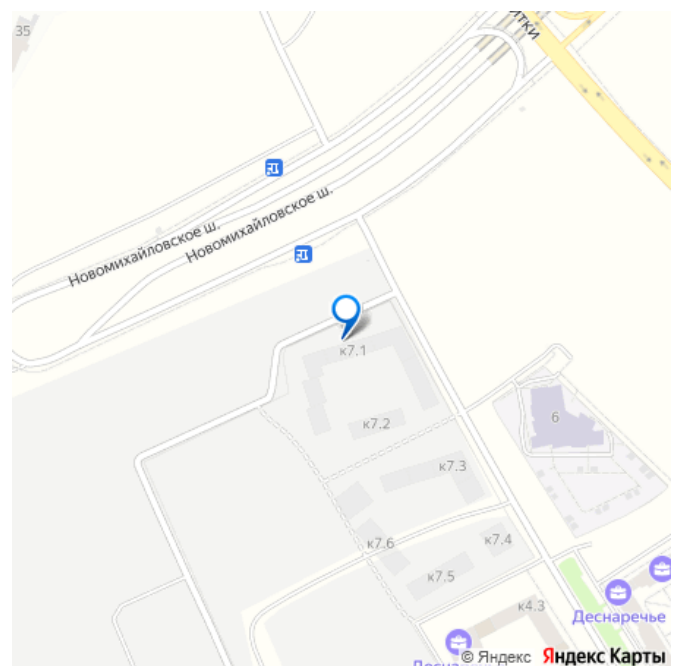 35
Новомихайловское ш.
Новомихайловское ш.
к7.1
к7.2
6
к7.3
к7.4
к7.6
к7.5
к4.3
Деснаречье
© Яндекс Яндекс Карты